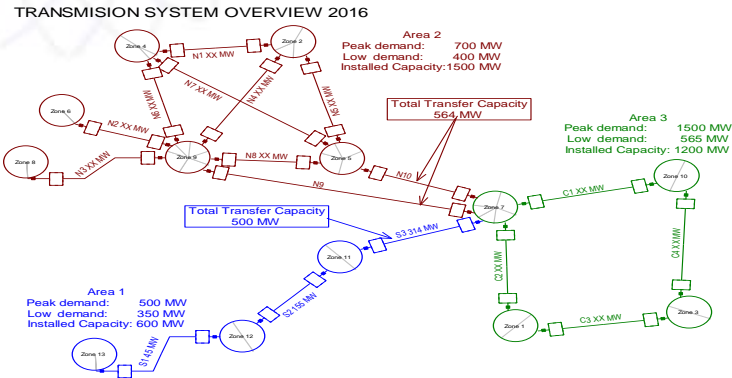 TRANSMISION SYSTEM OVERVIEW 2016
Area 2
Peak demand: 700 MW
Low demand: 400 MW
Installed Capacity:1500 MW
Zone 4
Zone 2
N1 XX MW
N7 XX MW
N4 XX MW
N5 XX MW
Zone 6
N2 XX MW
Zone 8
N3 XX MW
Zone 9
N8 XX MW
Zone 5
N9
N10
Total Transfer Capacity
564 MW
Area 3
Peak demand: 1500 MW
Low demand: 565 MW
Installed Capacity: 1200 MW
Zone 7
C1 XX MW
Zone 10
C2 XX MW
C4 XXMW
Zone 1
C3 XX MW
Zone 3
Total Transfer Capacity
500 MW
S3 314 MW
Zone 11
S2 155 MW
Zone 12
S1 45 MW
Zone 13
Area 1
Peak demand: 500 MW
Low demand: 350 MW
Installed Capacity: 600 MW